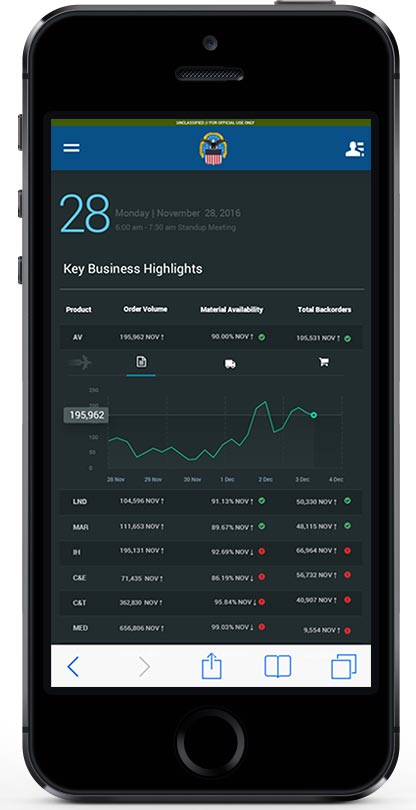 UNCLASSIFIED // FOR OFFICIAL USE ONLY
28
Monday | November 28, 2016
6:00 am - 7:30 am Standup Meeting
Key Business Highlights
Product Order Volume Material Availability Total Backorders
AV 195,962 NOV ↑ 90.00% NOV ↑ 105,531 NOV ↑
250
195,962
100
50
0
28 Nov 29 Nov 30 Nov 1 Dec 2 Dec 3 Dec 4 Dec
LND 104,596 NOV ↑ 91.13% NOV ↑ 50,330 NOV ↑
MAR 111,653 NOV ↑ 89.67% NOV ↑ 48,115 NOV ↑
IH 195,131 NOV ↑ 92.69% NOV ↓ 66,964 NOV ↑
C&E 71,435 NOV ↑ 86.19% NOV ↓ 56,732 NOV ↑
C&T 362,830 NOV ↑ 95.84% NOV ↓ 40,907 NOV ↑
MED 656,806 NOV ↑ 99.03% NOV ↓ 9,554 NOV ↑